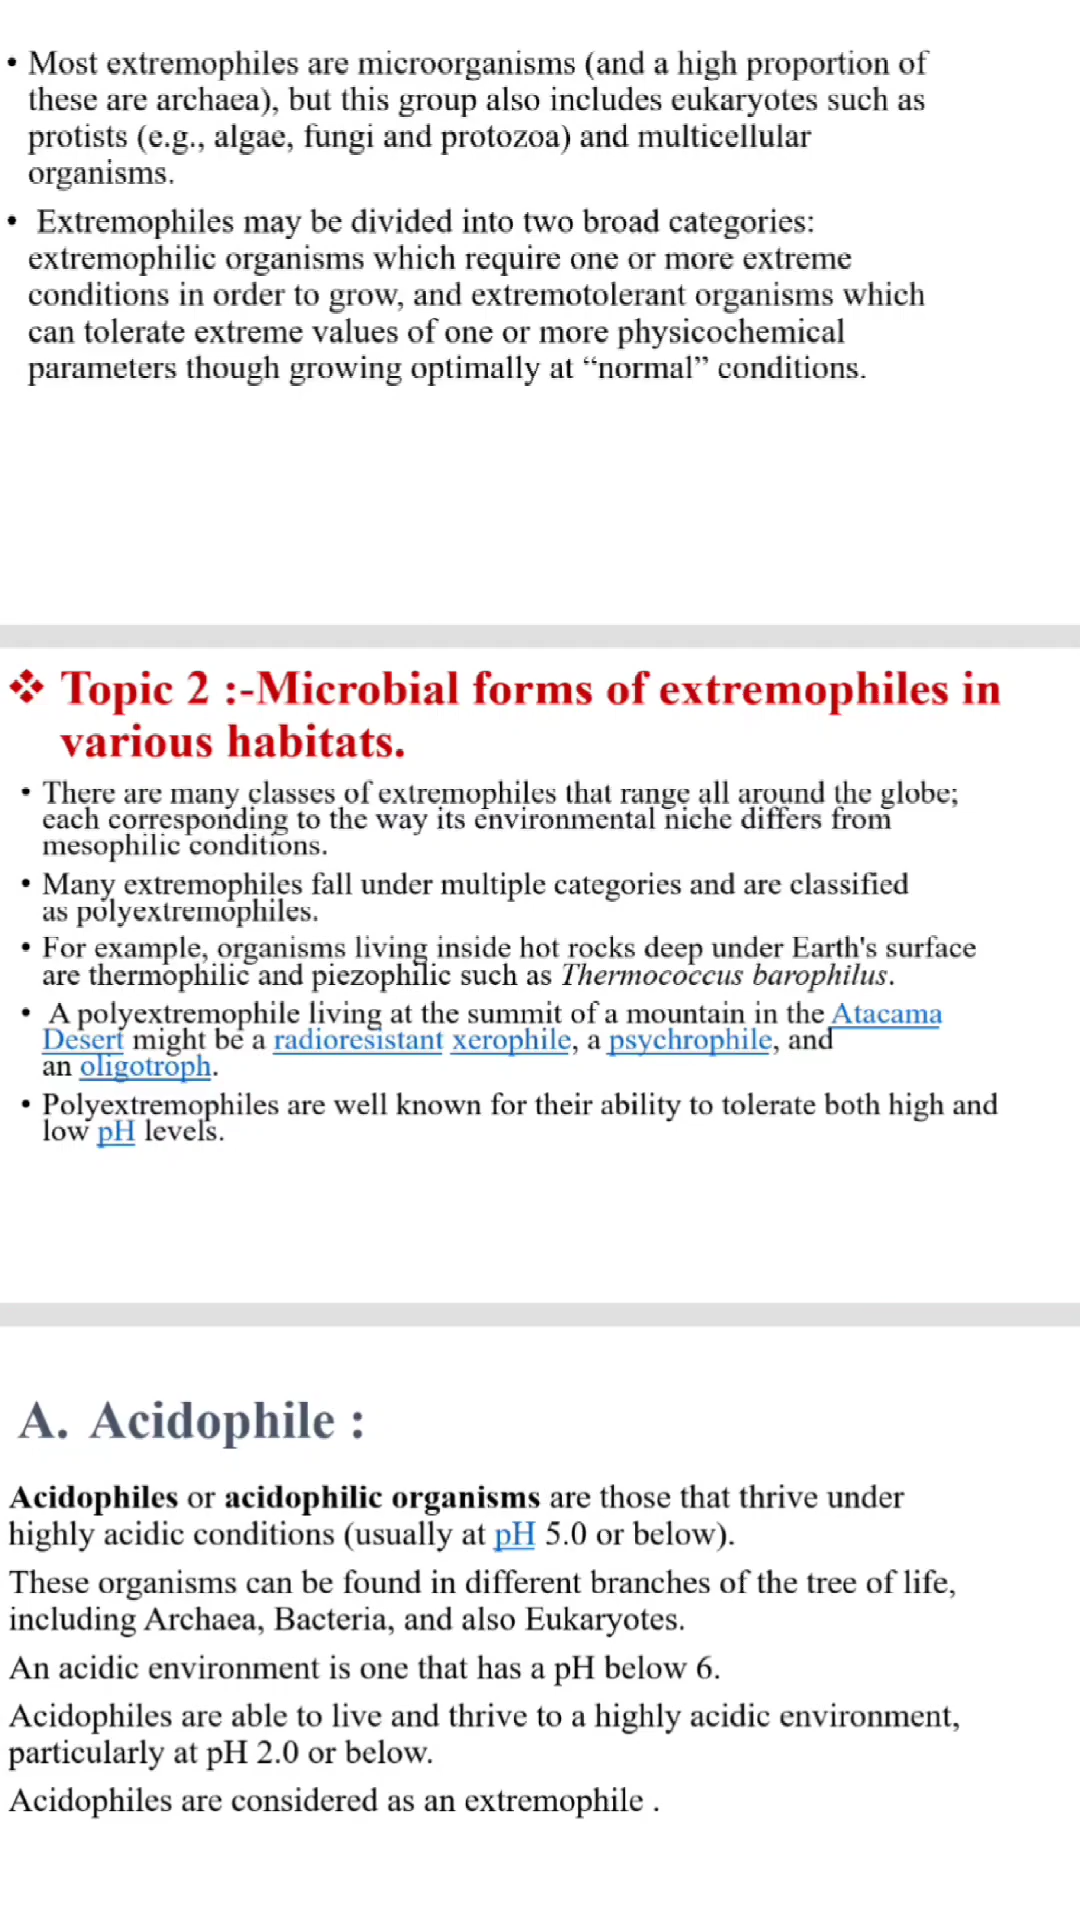 • Most extremophiles are microorganisms (and a high proportion of
these are archaea), but this group also includes eukaryotes such as
protists (e.g., algae, fungi and protozoa) and multicellular
organisms.
• Extremophiles may be divided into two broad categories:
extremophilic organisms which require one or more extreme
conditions in order to grow, and extremotolerant organisms which
can tolerate extreme values of one or more physicochemical
parameters though growing optimally at “normal” conditions.
❖ Topic 2 :-Microbial forms of extremophiles in
various habitats.
• There are many classes of extremophiles that range all around the globe;
each corresponding to the way its environmental niche differs from
mesophilic conditions.
• Many extremophiles fall under multiple categories and are classified
as polyextremophiles.
• For example, organisms living inside hot rocks deep under Earth's surface
are thermophilic and piezophilic such as Thermococcus barophilus.
• A polyextremophile living at the summit of a mountain in the Atacama
Desert might be a radioresistant xerophile, a psychrophile, and
an oligotroph.
• Polyextremophiles are well known for their ability to tolerate both high and
low pH levels.
A. Acidophile :
Acidophiles or acidophilic organisms are those that thrive under
highly acidic conditions (usually at pH 5.0 or below).
These organisms can be found in different branches of the tree of life,
including Archaea, Bacteria, and also Eukaryotes.
An acidic environment is one that has a pH below 6.
Acidophiles are able to live and thrive to a highly acidic environment,
particularly at pH 2.0 or below.
Acidophiles are considered as an extremophile .